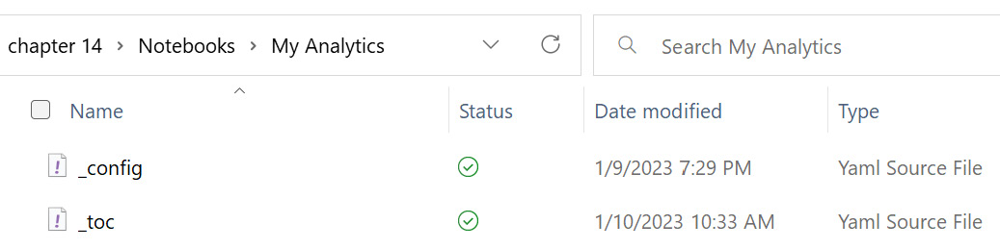 chapter 14 > Notebooks > My Analytics Search My Analytics
Name Status Date modified Type
_config 1/9/2023 7:29 PM Yaml Source File
_toc 1/10/2023 10:33 AM Yaml Source File